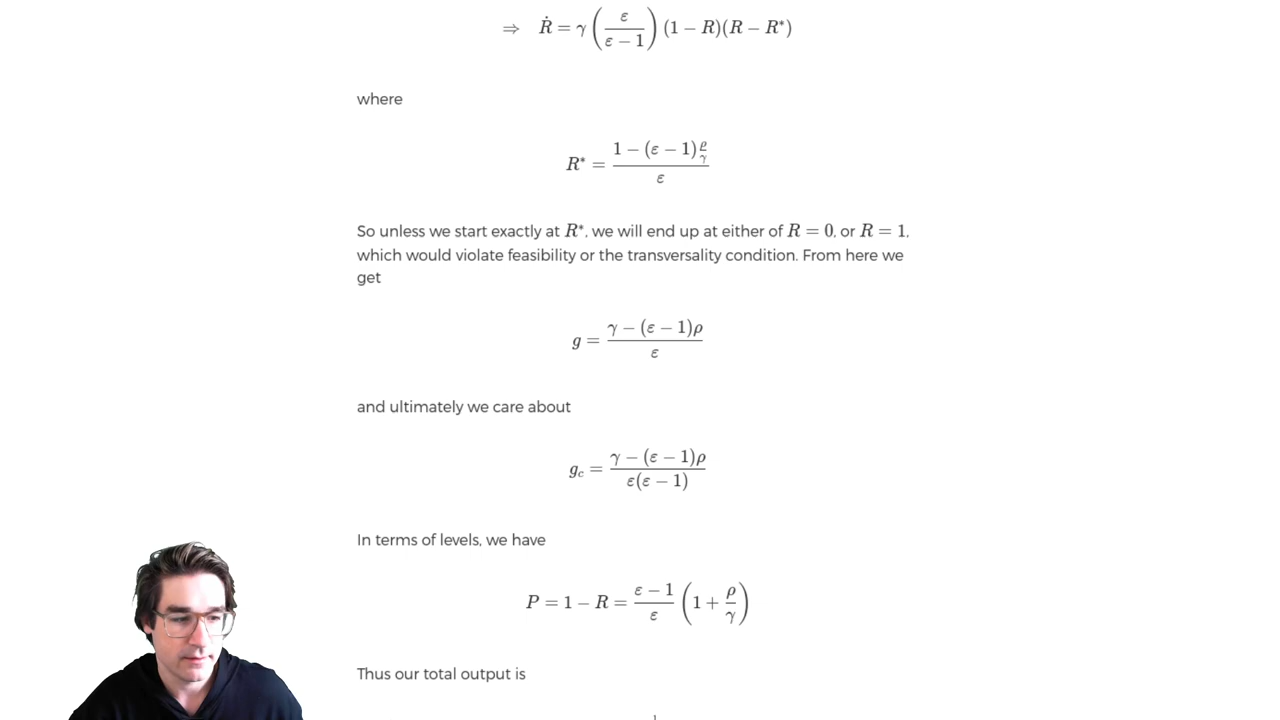 ⇒ Ṙ = γ (ε / (ε − 1)) (1 − R)(R − R*)
where
R* = (1 − (ε − 1) ρ/γ) / ε
So unless we start exactly at R*, we will end up at either of R = 0, or R = 1,
which would violate feasibility or the transversality condition. From here we
get
g = (γ − (ε − 1)ρ) / ε
and ultimately we care about
g_c = (γ − (ε − 1)ρ) / (ε(ε − 1))
In terms of levels, we have
P = 1 − R = ((ε − 1) / ε) (1 + ρ/γ)
Thus our total output is